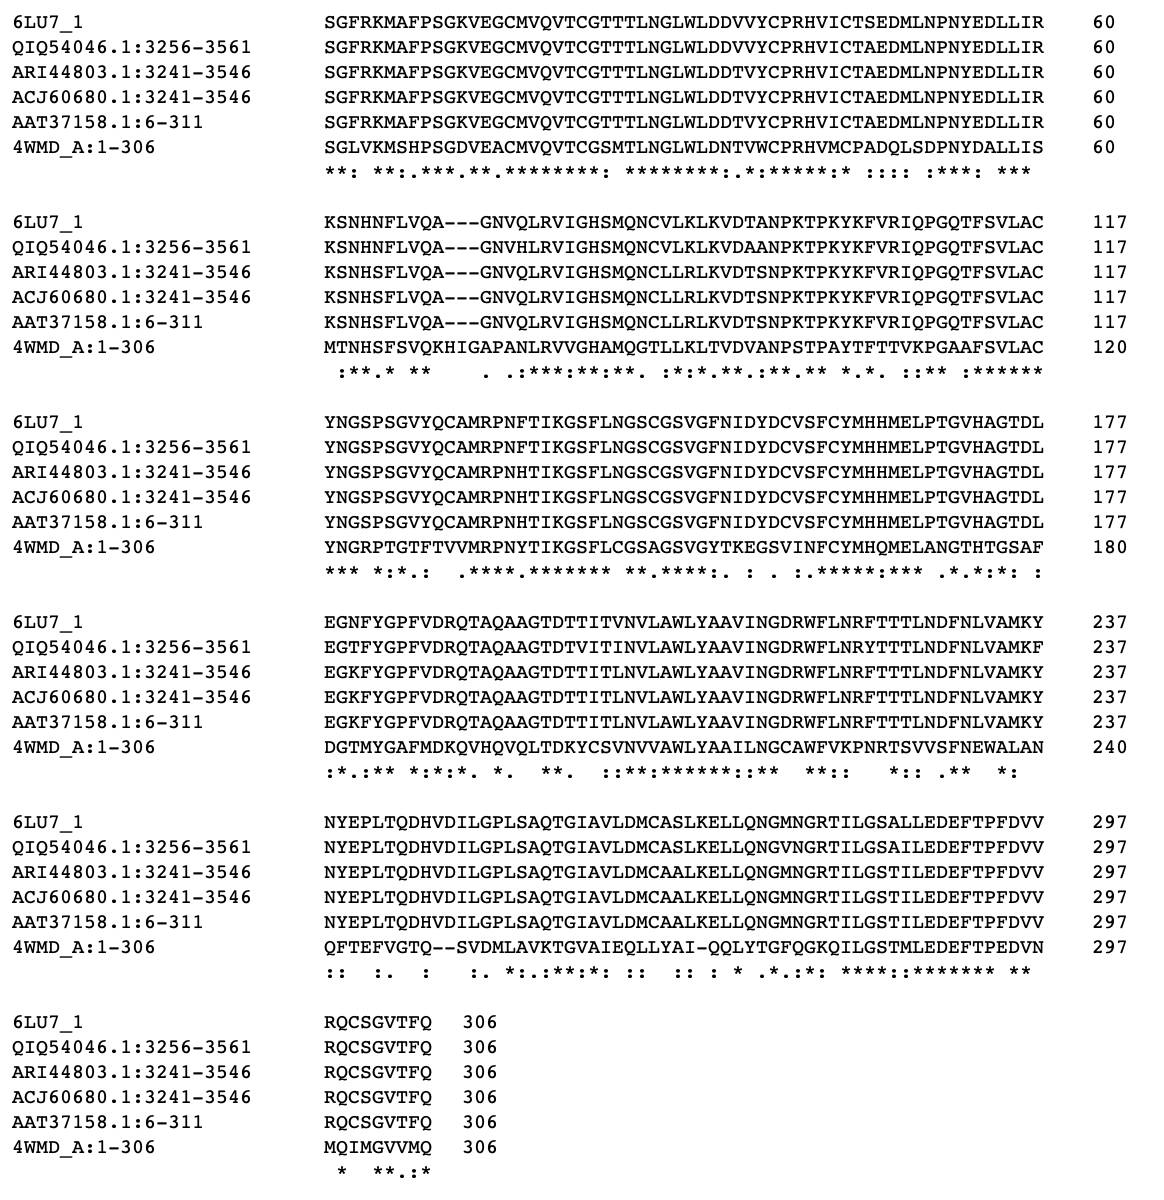 6LU7_1 SGFRKMAFPSGKVEGCMVQVTCGTTTLNGLWLDDVVYCPRHVICTSEDMLNPNYEDLLIR 60
QIQ54046.1:3256-3561 SGFRKMAFPSGKVEGCMVQVTCGTTTLNGLWLDDVVYCPRHVICTAEDMLNPNYEDLLIR 60
ARI44803.1:3241-3546 SGFRKMAFPSGKVEGCMVQVTCGTTTLNGLWLDDTVYCPRHVICTAEDMLNPNYEDLLIR 60
ACJ60680.1:3241-3546 SGFRKMAFPSGKVEGCMVQVTCGTTTLNGLWLDDTVYCPRHVICTAEDMLNPNYEDLLIR 60
AAT37158.1:6-311 SGFRKMAFPSGKVEGCMVQVTCGTTTLNGLWLDDTVYCPRHVICTAEDMLNPNYEDLLIR 60
4WMD_A:1-306 SGLVKMSHPSGDVEACMVQVTCGSMTLNGLWLDNTVWCPRHVMCPADQLSDPNYDALLIS 60
**: **:.***.**.********: ********:.*:*****:* :::: :***: ***
6LU7_1 KSNHNFLVQA---GNVQLRVIGHSMQNCVLKLKVDTANPKTPKYKFVRIQPGQTFSVLAC 117
QIQ54046.1:3256-3561 KSNHNFLVQA---GNVHLRVIGHSMQNCVLKLKVDAANPKTPKYKFVRIQPGQTFSVLAC 117
ARI44803.1:3241-3546 KSNHSFLVQA---GNVQLRVIGHSMQNCLLRLKVDTSNPKTPKYKFVRIQPGQTFSVLAC 117
ACJ60680.1:3241-3546 KSNHSFLVQA---GNVQLRVIGHSMQNCLLRLKVDTSNPKTPKYKFVRIQPGQTFSVLAC 117
AAT37158.1:6-311 KSNHSFLVQA---GNVQLRVIGHSMQNCLLRLKVDTSNPKTPKYKFVRIQPGQTFSVLAC 117
4WMD_A:1-306 MTNHSFSVQKHIGAPANLRVVGHAMQGTLLKLTVDVANPSTPAYTFTTVKPGAAFSVLAC 120
:**.* ** . .:***:**:**. :*:*.**.:**.** *.*. ::** :******
6LU7_1 YNGSPSGVYQCAMRPNFTIKGSFLNGSCGSVGFNIDYDCVSFCYMHHMELPTGVHAGTDL 177
QIQ54046.1:3256-3561 YNGSPSGVYQCAMRPNFTIKGSFLNGSCGSVGFNIDYDCVSFCYMHHMELPTGVHAGTDL 177
ARI44803.1:3241-3546 YNGSPSGVYQCAMRPNHTIKGSFLNGSCGSVGFNIDYDCVSFCYMHHMELPTGVHAGTDL 177
ACJ60680.1:3241-3546 YNGSPSGVYQCAMRPNHTIKGSFLNGSCGSVGFNIDYDCVSFCYMHHMELPTGVHAGTDL 177
AAT37158.1:6-311 YNGSPSGVYQCAMRPNHTIKGSFLNGSCGSVGFNIDYDCVSFCYMHHMELPTGVHAGTDL 177
4WMD_A:1-306 YNGRPTGTFTVVMRPNYTIKGSFLCGSAGSVGYTKEGSVINFCYMHQMELANGTHTGSAF 180
*** *:*.: .****.******* **.****:. : . :.*****:*** .*.*:*: :
6LU7_1 EGNFYGPFVDRQTAQAAGTDTTITVNVLAWLYAAVINGDRWFLNRFTTTLNDFNLVAMKY 237
QIQ54046.1:3256-3561 EGTFYGPFVDRQTAQAAGTDTVITINVLAWLYAAVINGDRWFLNRYTTTLNDFNLVAMKF 237
ARI44803.1:3241-3546 EGKFYGPFVDRQTAQAAGTDTTITLNVLAWLYAAVINGDRWFLNRFTTTLNDFNLVAMKY 237
ACJ60680.1:3241-3546 EGKFYGPFVDRQTAQAAGTDTTITLNVLAWLYAAVINGDRWFLNRFTTTLNDFNLVAMKY 237
AAT37158.1:6-311 EGKFYGPFVDRQTAQAAGTDTTITLNVLAWLYAAVINGDRWFLNRFTTTLNDFNLVAMKY 237
4WMD_A:1-306 DGTMYGAFMDKQVHQVQLTDKYCSVNVVAWLYAAILNGCAWFVKPNRTSVVSFNEWALAN 240
:*.:** *:*:*. *. **. ::**:******::** **:: *:: .** *:
6LU7_1 NYEPLTQDHVDILGPLSAQTGIAVLDMCASLKELLQNGMNGRTILGSALLEDEFTPFDVV 297
QIQ54046.1:3256-3561 NYEPLTQDHVDILGPLSAQTGIAVLDMCASLKELLQNGVNGRTILGSAILEDEFTPFDVV 297
ARI44803.1:3241-3546 NYEPLTQDHVDILGPLSAQTGIAVLDMCAALKELLQNGMNGRTILGSTILEDEFTPFDVV 297
ACJ60680.1:3241-3546 NYEPLTQDHVDILGPLSAQTGIAVLDMCAALKELLQNGMNGRTILGSTILEDEFTPFDVV 297
AAT37158.1:6-311 NYEPLTQDHVDILGPLSAQTGIAVLDMCAALKELLQNGMNGRTILGSTILEDEFTPFDVV 297
4WMD_A:1-306 QFTEFVGTQ--SVDMLAVKTGVAIEQLLYAI-QQLYTGFQGKQILGSTMLEDEFTPEDVN 297
:: :. : :. *:.:**:*: :: :: : * .*.:*: ****::******* **
6LU7_1 RQCSGVTFQ 306
QIQ54046.1:3256-3561 RQCSGVTFQ 306
ARI44803.1:3241-3546 RQCSGVTFQ 306
ACJ60680.1:3241-3546 RQCSGVTFQ 306
AAT37158.1:6-311 RQCSGVTFQ 306
4WMD_A:1-306 MQIMGVVMQ 306
* **.:*